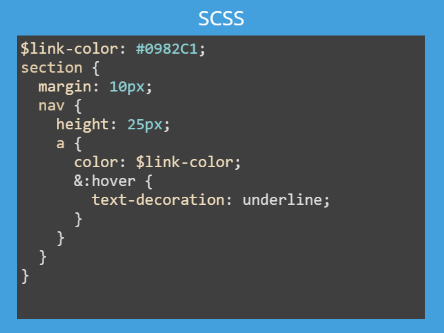 SCSS
$link-color: #0982C1;
section {
  margin: 10px;
  nav {
    height: 25px;
    a {
      color: $link-color;
      &:hover {
        text-decoration: underline;
      }
    }
  }
}